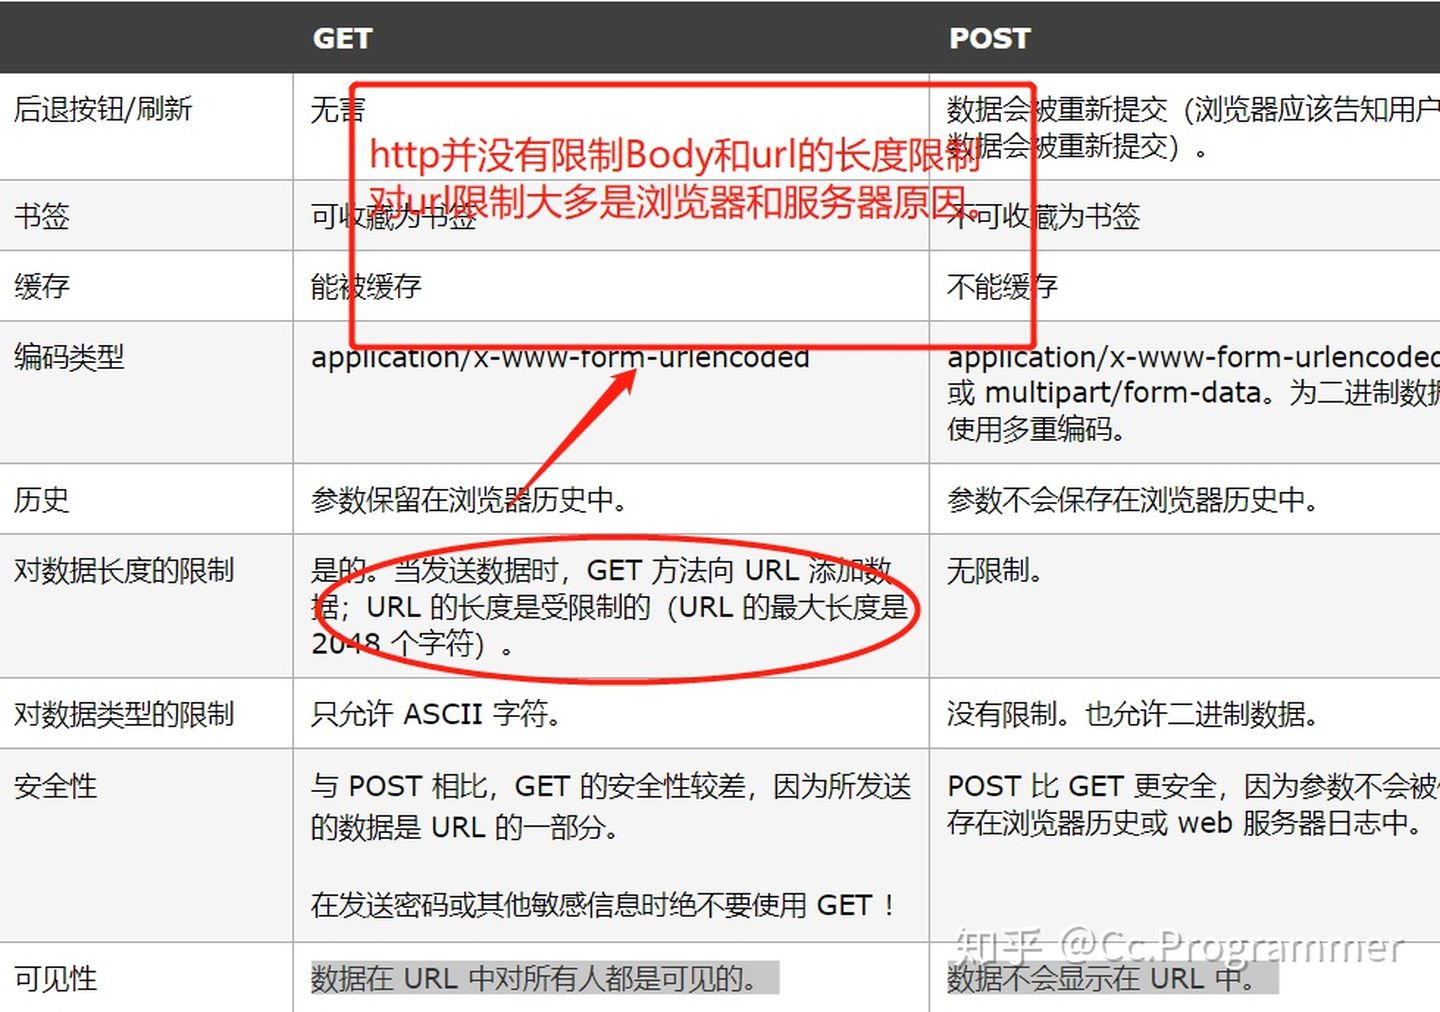 GET
POST
后退按钮/刷新
无害
数据会被重新提交（浏览器应该告知用户
数据会被重新提交）。
http并没有限制Body和url的长度限制
对url限制大多是浏览器和服务器原因。
书签
可收藏为书签
不可收藏为书签
缓存
能被缓存
不能缓存
编码类型
application/x-www-form-urlencoded
application/x-www-form-urlencoded
或 multipart/form-data。为二进制数据
使用多重编码。
历史
参数保留在浏览器历史中。
参数不会保存在浏览器历史中。
对数据长度的限制
是的。当发送数据时，GET 方法向 URL 添加数
据；URL 的长度是受限制的（URL 的最大长度是
2048 个字符）。
无限制。
对数据类型的限制
只允许 ASCII 字符。
没有限制。也允许二进制数据。
安全性
与 POST 相比，GET 的安全性较差，因为所发送
的数据是 URL 的一部分。
在发送密码或其他敏感信息时绝不要使用 GET ！
POST 比 GET 更安全，因为参数不会被
存在浏览器历史或 web 服务器日志中。
可见性
数据在 URL 中对所有人都是可见的。
数据不会显示在 URL 中。
知乎 @Cc.Programmer